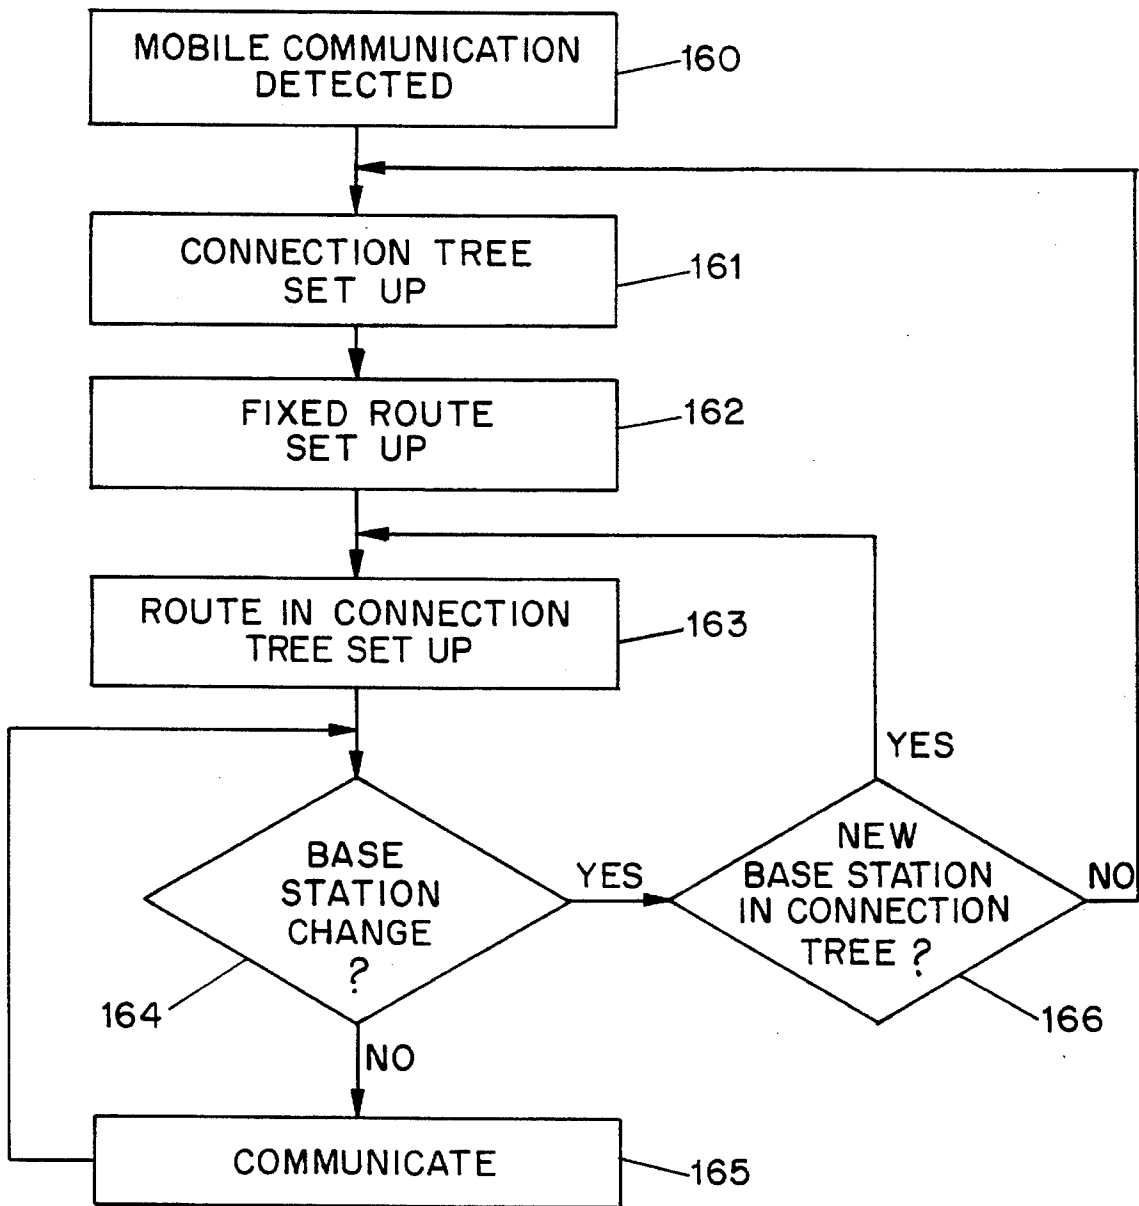 MOBILE COMMUNICATION
DETECTED
160
CONNECTION TREE
SET UP
161
FIXED ROUTE
SET UP
162
ROUTE IN CONNECTION
TREE SET UP
163
BASE
STATION
CHANGE
?
164
YES
NO
NEW
BASE STATION
IN CONNECTION
TREE ?
166
YES
NO
COMMUNICATE
165